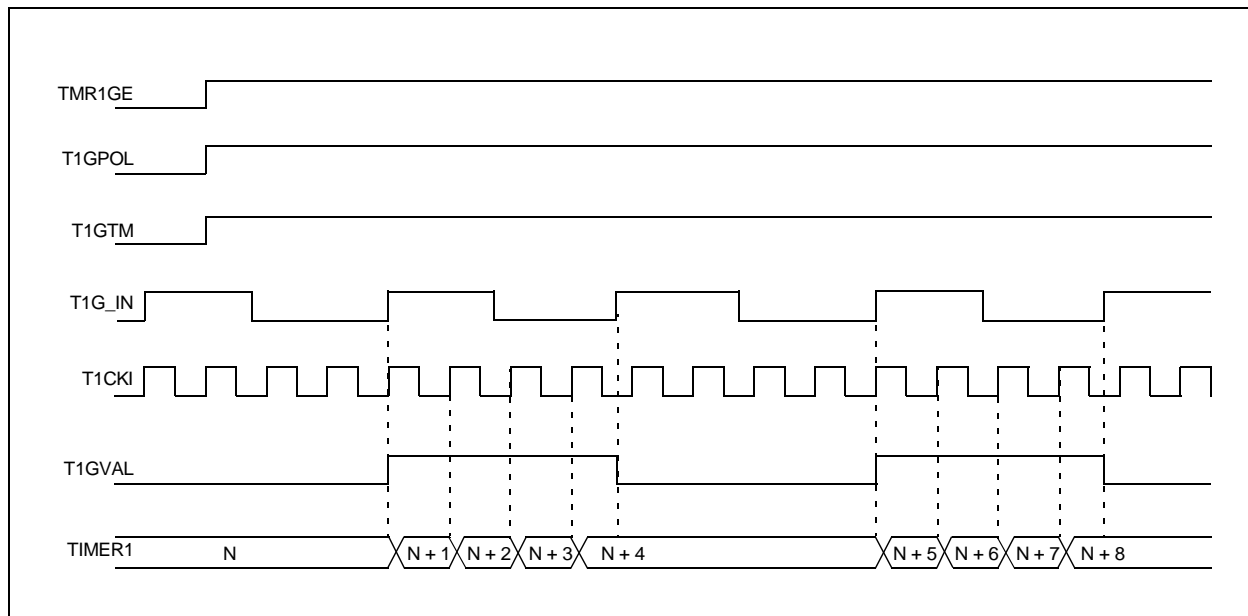 TMR1GE
T1GPOL
T1GTM
T1G_IN
T1CKI
T1GVAL
TIMER1 N N + 1 N + 2 N + 3 N + 4 N + 5 N + 6 N + 7 N + 8